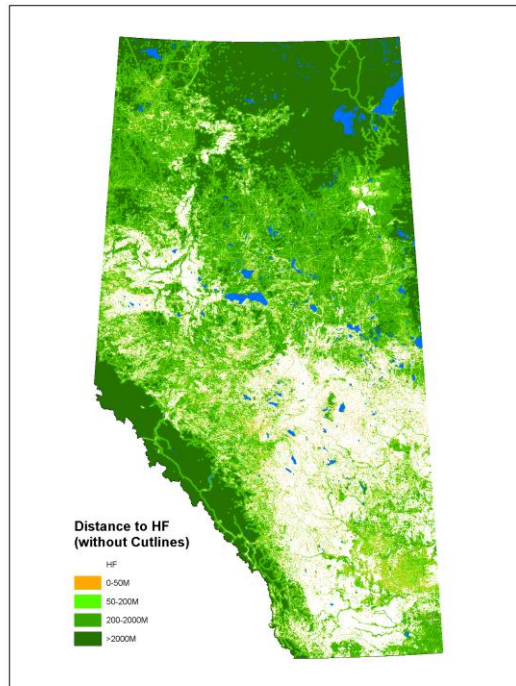 Distance to HF
(without Cutlines)
HF
0-50M
50-200M
200-2000M
>2000M